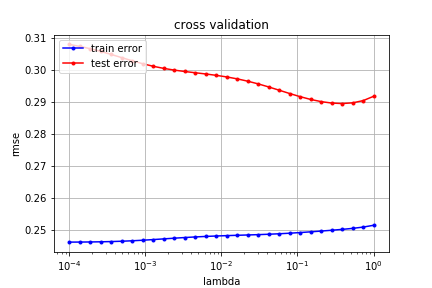 cross validation
train error
test error
0.31
0.30
0.29
0.28
0.27
0.26
0.25
rmse
10⁻⁴ 10⁻³ 10⁻² 10⁻¹ 10⁰
lambda